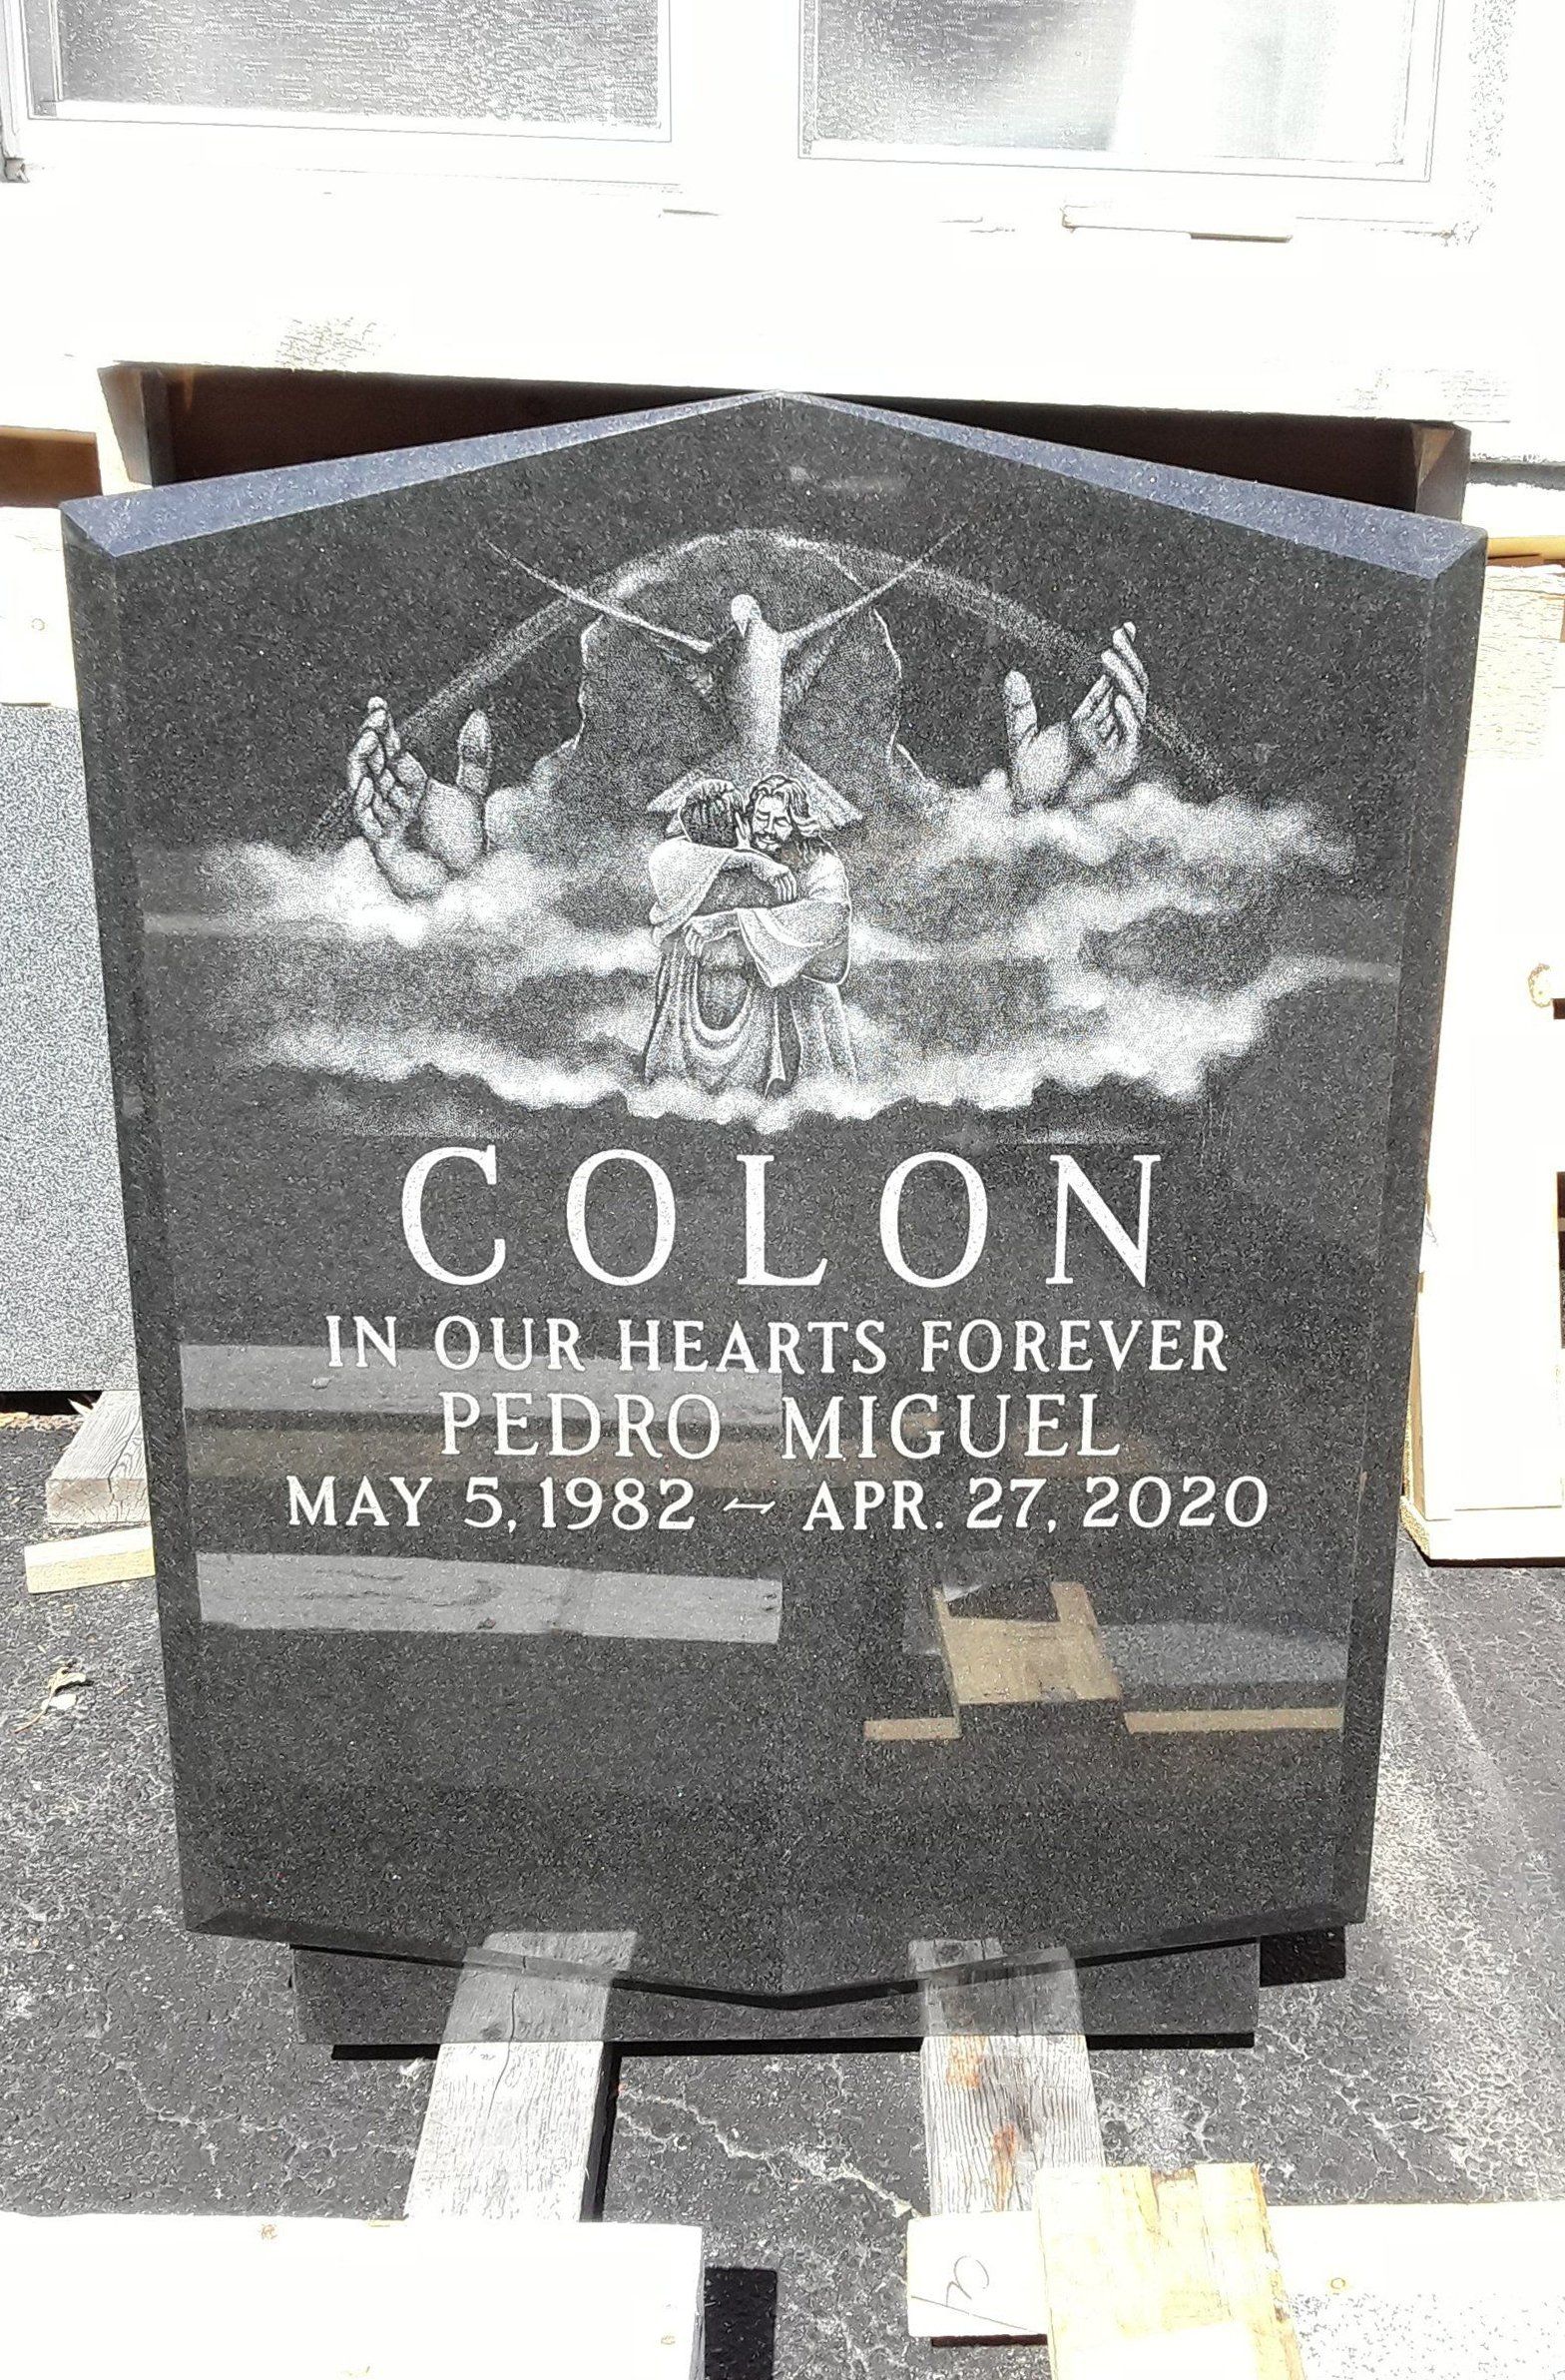 COLON
IN OUR HEARTS FOREVER
PEDRO MIGUEL
MAY 5, 1982 ~ APR. 27, 2020